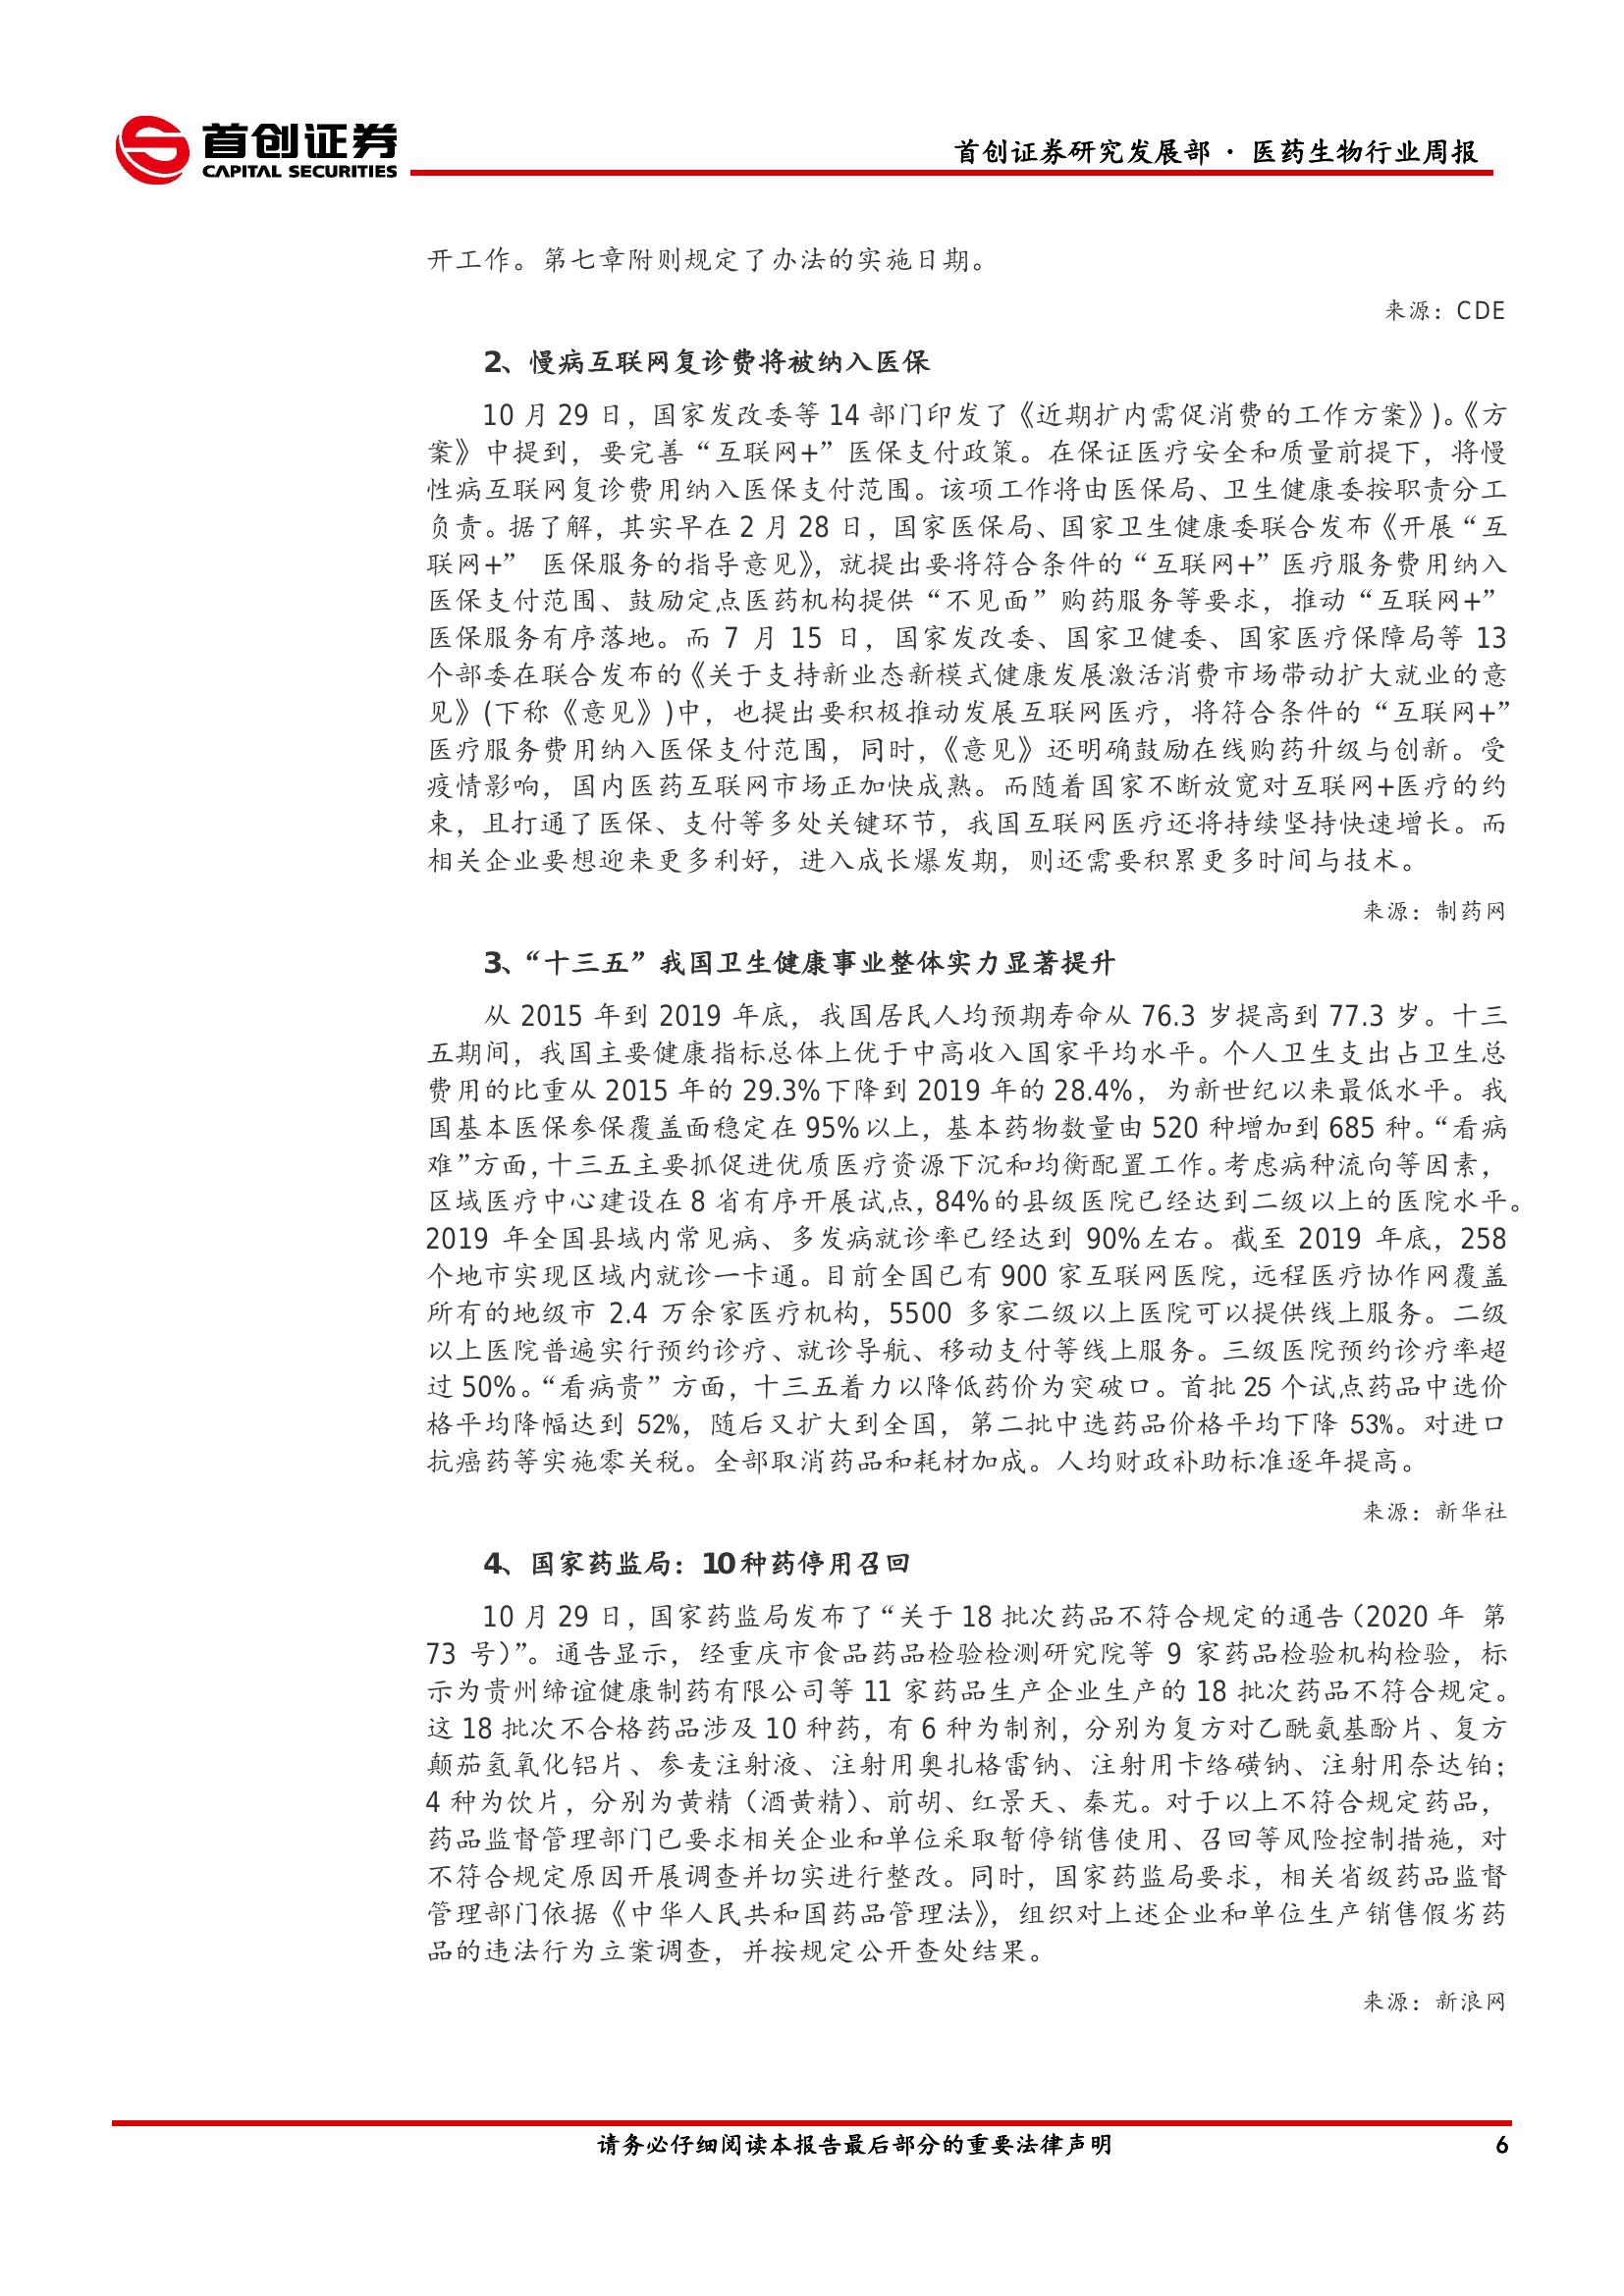 首创证券
CAPITAL SECURITIES
首创证券研究发展部 · 医药生物行业周报
开工作。第七章附则规定了办法的实施日期。
来源：CDE
2、慢病互联网复诊费将被纳入医保
10 月 29 日，国家发改委等 14 部门印发了《近期扩内需促消费的工作方案》)。《方
案》中提到，要完善“互联网+”医保支付政策。在保证医疗安全和质量前提下，将慢
性病互联网复诊费用纳入医保支付范围。该项工作将由医保局、卫生健康委按职责分工
负责。据了解，其实早在 2 月 28 日，国家医保局、国家卫生健康委联合发布《开展“互
联网+” 医保服务的指导意见》，就提出要将符合条件的“互联网+”医疗服务费用纳入
医保支付范围、鼓励定点医药机构提供“不见面”购药服务等要求，推动“互联网+”
医保服务有序落地。而 7 月 15 日，国家发改委、国家卫健委、国家医疗保障局等 13
个部委在联合发布的《关于支持新业态新模式健康发展激活消费市场带动扩大就业的意
见》(下称《意见》)中，也提出要积极推动发展互联网医疗，将符合条件的“互联网+”
医疗服务费用纳入医保支付范围，同时，《意见》还明确鼓励在线购药升级与创新。受
疫情影响，国内医药互联网市场正加快成熟。而随着国家不断放宽对互联网+医疗的约
束，且打通了医保、支付等多处关键环节，我国互联网医疗还将持续坚持快速增长。而
相关企业要想迎来更多利好，进入成长爆发期，则还需要积累更多时间与技术。
来源：制药网
3、“十三五”我国卫生健康事业整体实力显著提升
从 2015 年到 2019 年底，我国居民人均预期寿命从 76.3 岁提高到 77.3 岁。十三
五期间，我国主要健康指标总体上优于中高收入国家平均水平。个人卫生支出占卫生总
费用的比重从 2015 年的 29.3%下降到 2019 年的 28.4%，为新世纪以来最低水平。我
国基本医保参保覆盖面稳定在 95%以上，基本药物数量由 520 种增加到 685 种。“看病
难”方面，十三五主要抓促进优质医疗资源下沉和均衡配置工作。考虑病种流向等因素，
区域医疗中心建设在 8 省有序开展试点，84%的县级医院已经达到二级以上的医院水平。
2019 年全国县域内常见病、多发病就诊率已经达到 90%左右。截至 2019 年底，258
个地市实现区域内就诊一卡通。目前全国已有 900 家互联网医院，远程医疗协作网覆盖
所有的地级市 2.4 万余家医疗机构，5500 多家二级以上医院可以提供线上服务。二级
以上医院普遍实行预约诊疗、就诊导航、移动支付等线上服务。三级医院预约诊疗率超
过 50%。“看病贵”方面，十三五着力以降低药价为突破口。首批 25 个试点药品中选价
格平均降幅达到 52%，随后又扩大到全国，第二批中选药品价格平均下降 53%。对进口
抗癌药等实施零关税。全部取消药品和耗材加成。人均财政补助标准逐年提高。
来源：新华社
4、国家药监局：10 种药停用召回
10 月 29 日，国家药监局发布了“关于 18 批次药品不符合规定的通告（2020 年 第
73 号）”。通告显示，经重庆市食品药品检验检测研究院等 9 家药品检验机构检验，标
示为贵州缔谊健康制药有限公司等 11 家药品生产企业生产的 18 批次药品不符合规定。
这 18 批次不合格药品涉及 10 种药，有 6 种为制剂，分别为复方对乙酰氨基酚片、复方
颠茄氢氧化铝片、参麦注射液、注射用奥扎格雷钠、注射用卡络磺钠、注射用奈达铂；
4 种为饮片，分别为黄精（酒黄精）、前胡、红景天、秦艽。对于以上不符合规定药品，
药品监督管理部门已要求相关企业和单位采取暂停销售使用、召回等风险控制措施，对
不符合规定原因开展调查并切实进行整改。同时，国家药监局要求，相关省级药品监督
管理部门依据《中华人民共和国药品管理法》，组织对上述企业和单位生产销售假劣药
品的违法行为立案调查，并按规定公开查处结果。
来源：新浪网
请务必仔细阅读本报告最后部分的重要法律声明
6